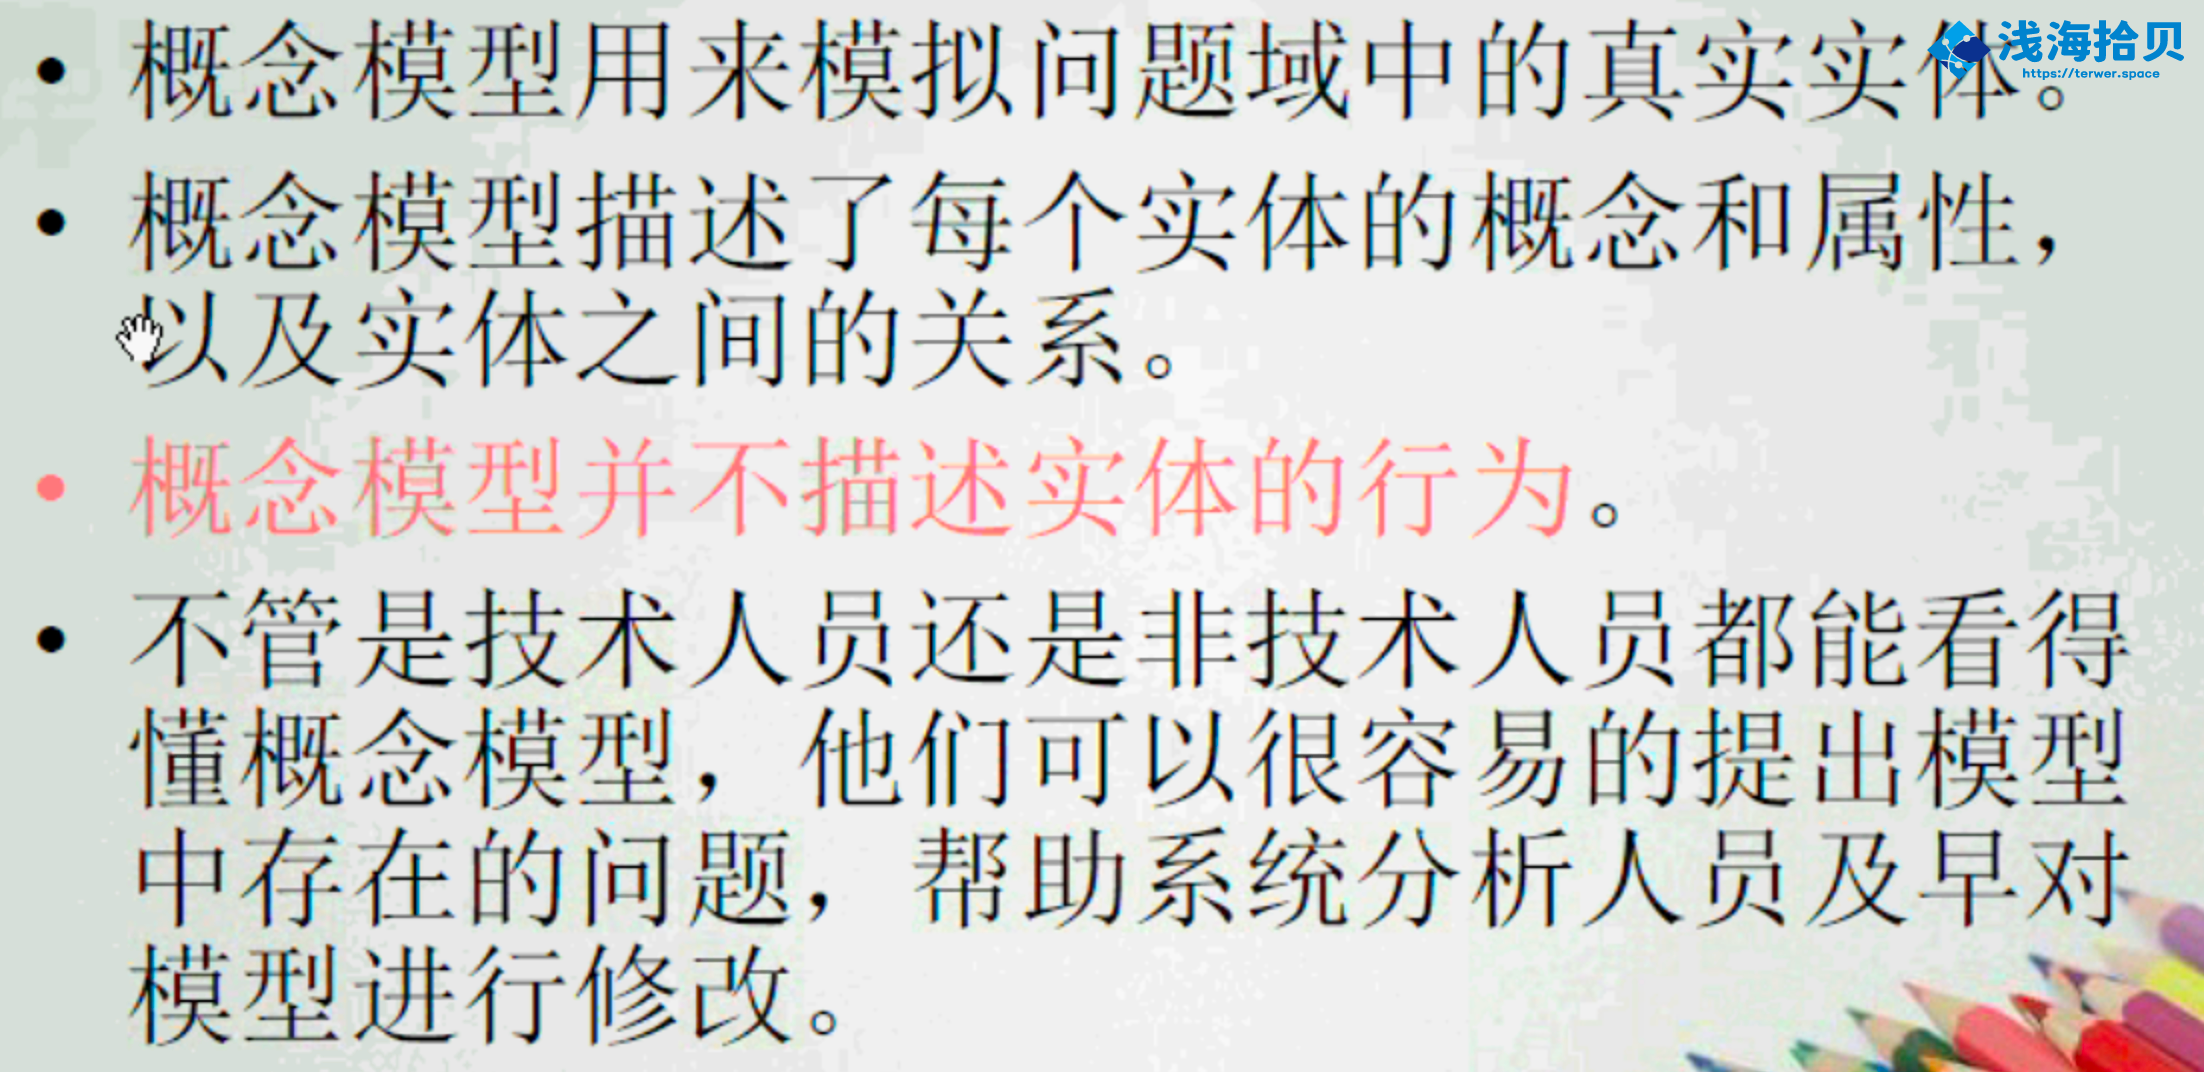 • 概念模型用来模拟问题域中的真实实体。
浅海拾贝
https://terwer.space
• 概念模型描述了每个实体的概念和属性，
以及实体之间的关系。
• 概念模型并不描述实体的行为。
• 不管是技术人员还是非技术人员都能看得
懂概念模型，他们可以很容易的提出模型
中存在的问题，帮助系统分析人员及早对
模型进行修改。